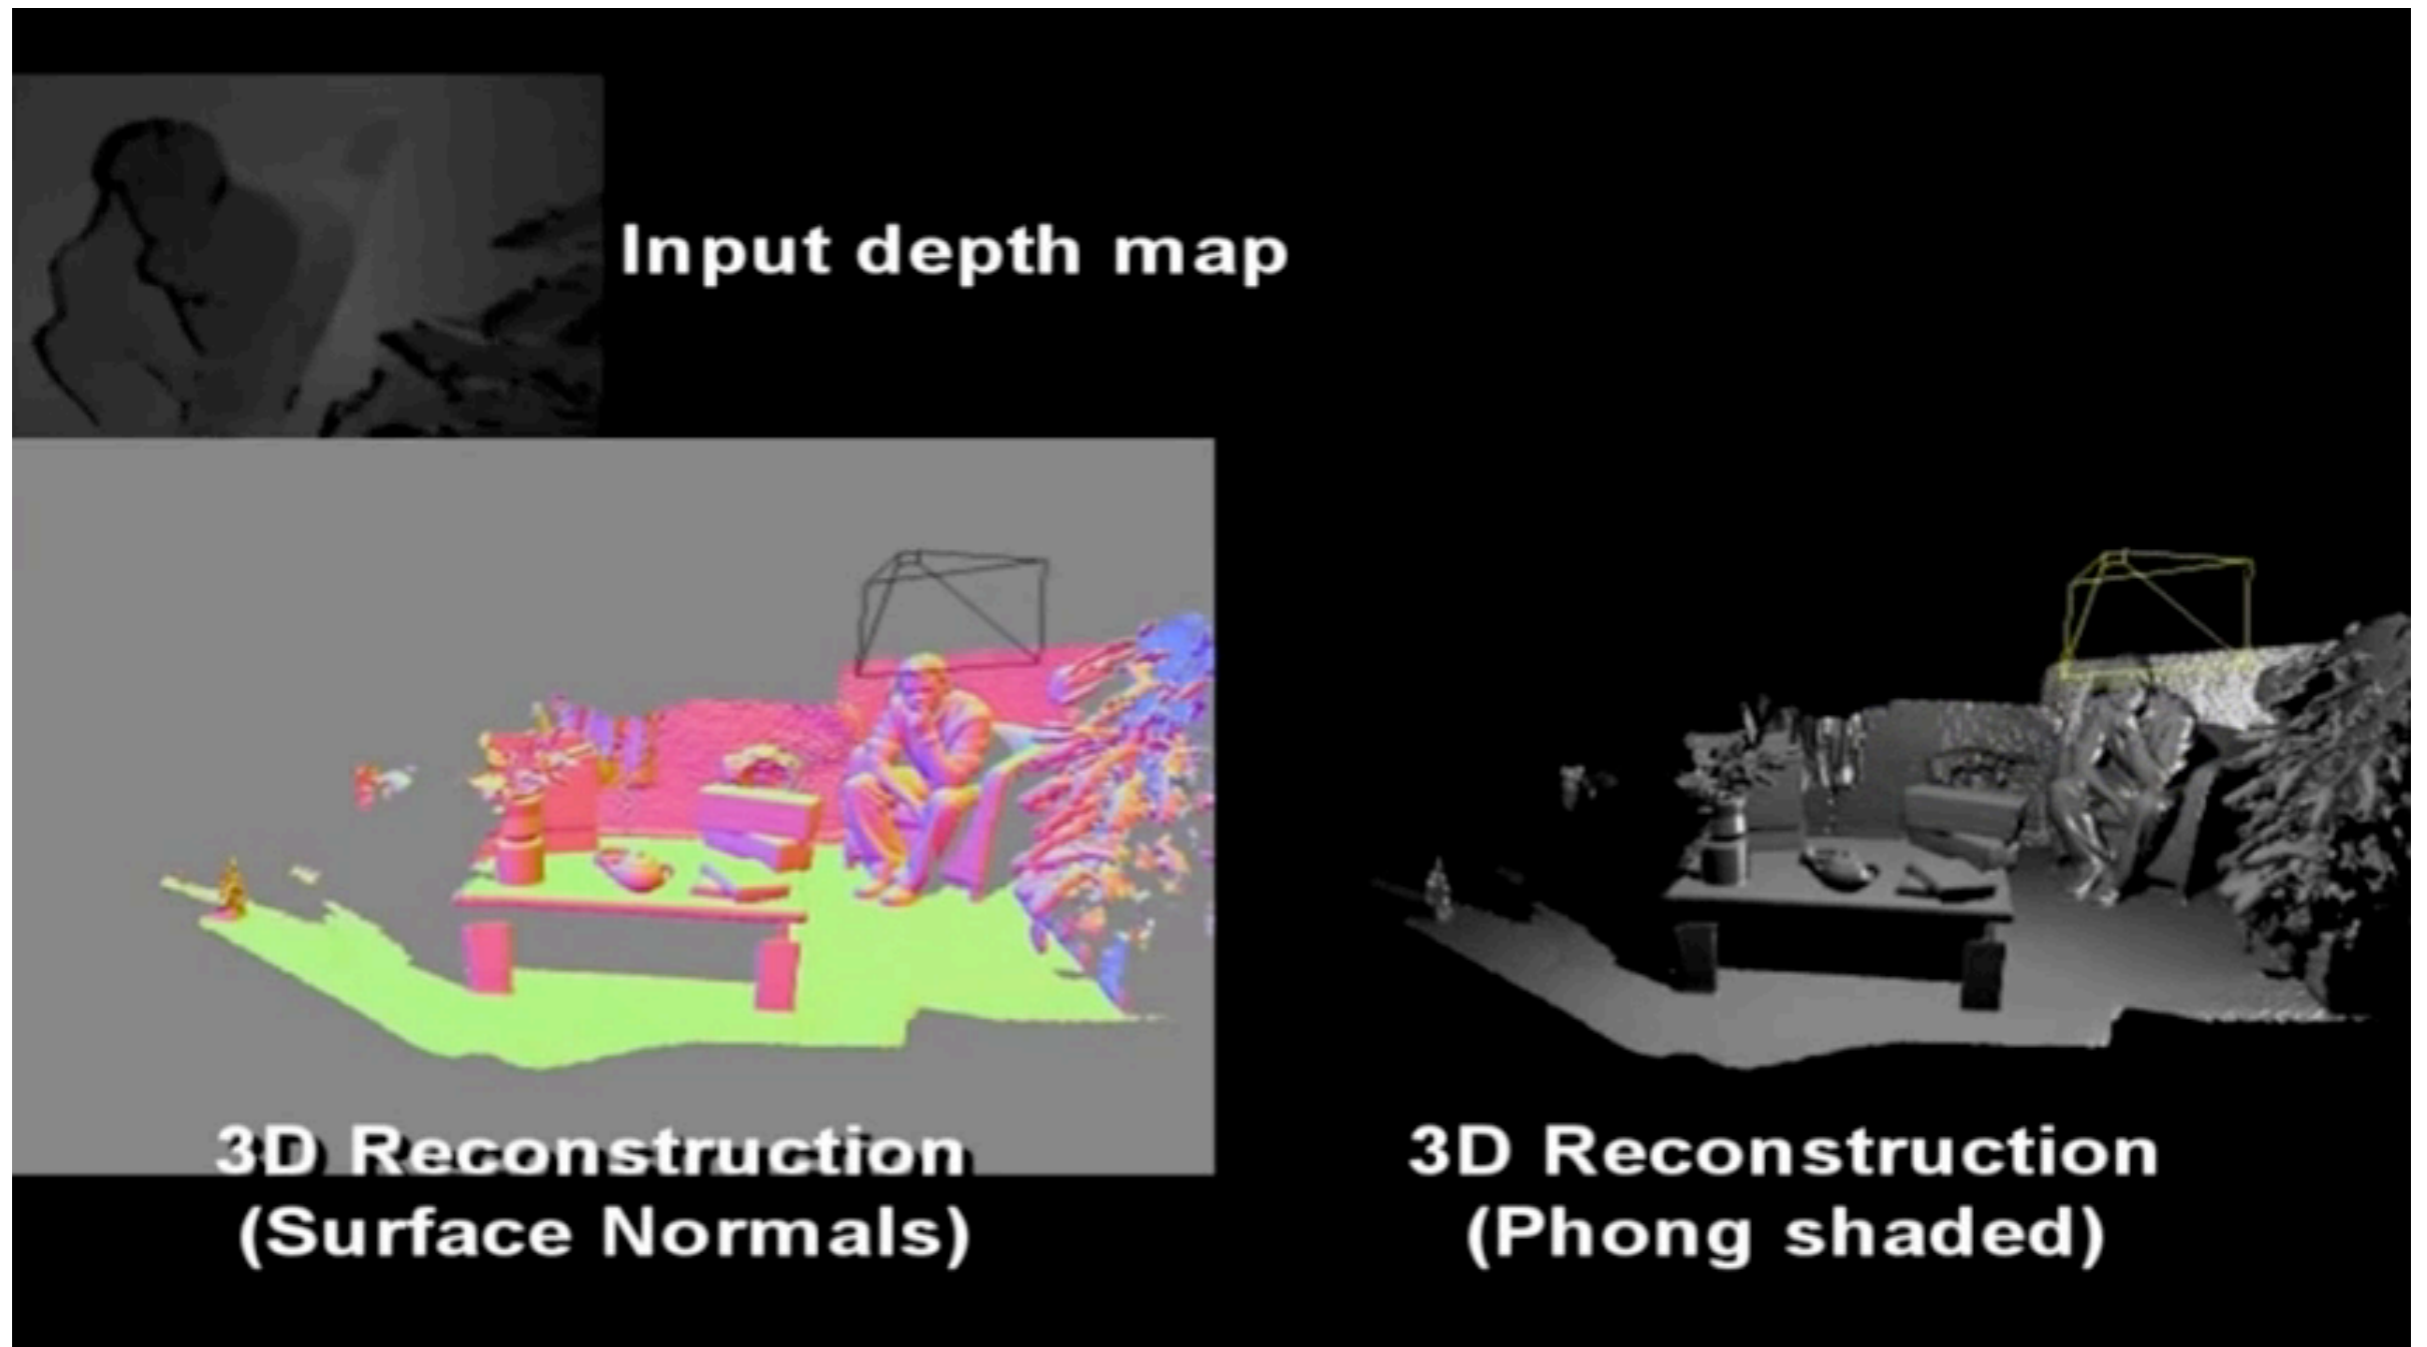 Input depth map
3D Reconstruction
(Surface Normals)
3D Reconstruction
(Phong shaded)